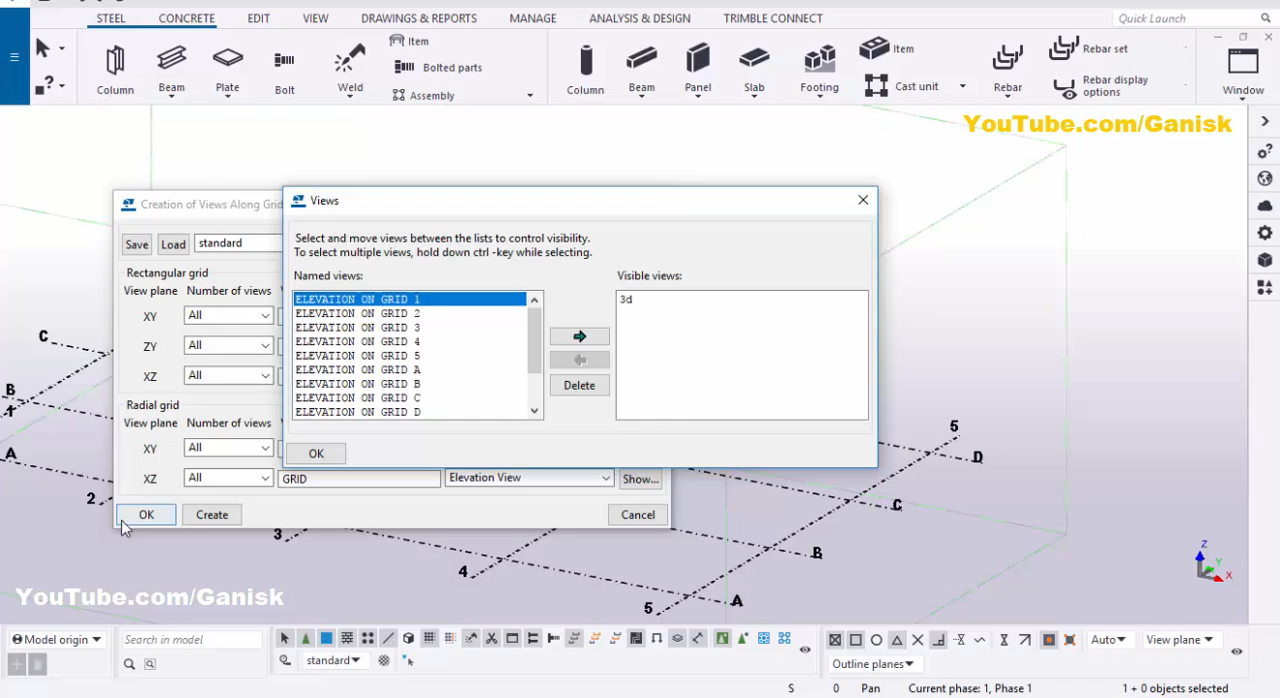 STEEL CONCRETE EDIT VIEW DRAWINGS & REPORTS MANAGE ANALYSIS & DESIGN TRIMBLE CONNECT Quick Launch
Item
Bolted parts
Assembly
Column Beam Plate Bolt Weld
Item
Cast unit
Column Beam Panel Slab Footing
Rebar
Rebar set
Rebar display
options
Window
YouTube.com/Ganisk
Creation of Views Along Grid
Save Load standard
Rectangular grid
View plane Number of views
XY All
ZY All
XZ All
Radial grid
View plane Number of views
XY All
XZ All GRID Elevation View Show...
OK Create Cancel
Views
Select and move views between the lists to control visibility.
To select multiple views, hold down ctrl -key while selecting.
Named views: Visible views:
ELEVATION ON GRID 1
ELEVATION ON GRID 2
ELEVATION ON GRID 3
ELEVATION ON GRID 4
ELEVATION ON GRID 5
ELEVATION ON GRID A
ELEVATION ON GRID B
ELEVATION ON GRID C
ELEVATION ON GRID D
Delete
3d
OK
C
B
1
A
2
3
4
5
A
B
C
D
5
Z
Y
X
YouTube.com/Ganisk
Model origin Search in model
standard
Auto View plane
Outline planes
S 0 Pan Current phase: 1, Phase 1 1 + 0 objects selected